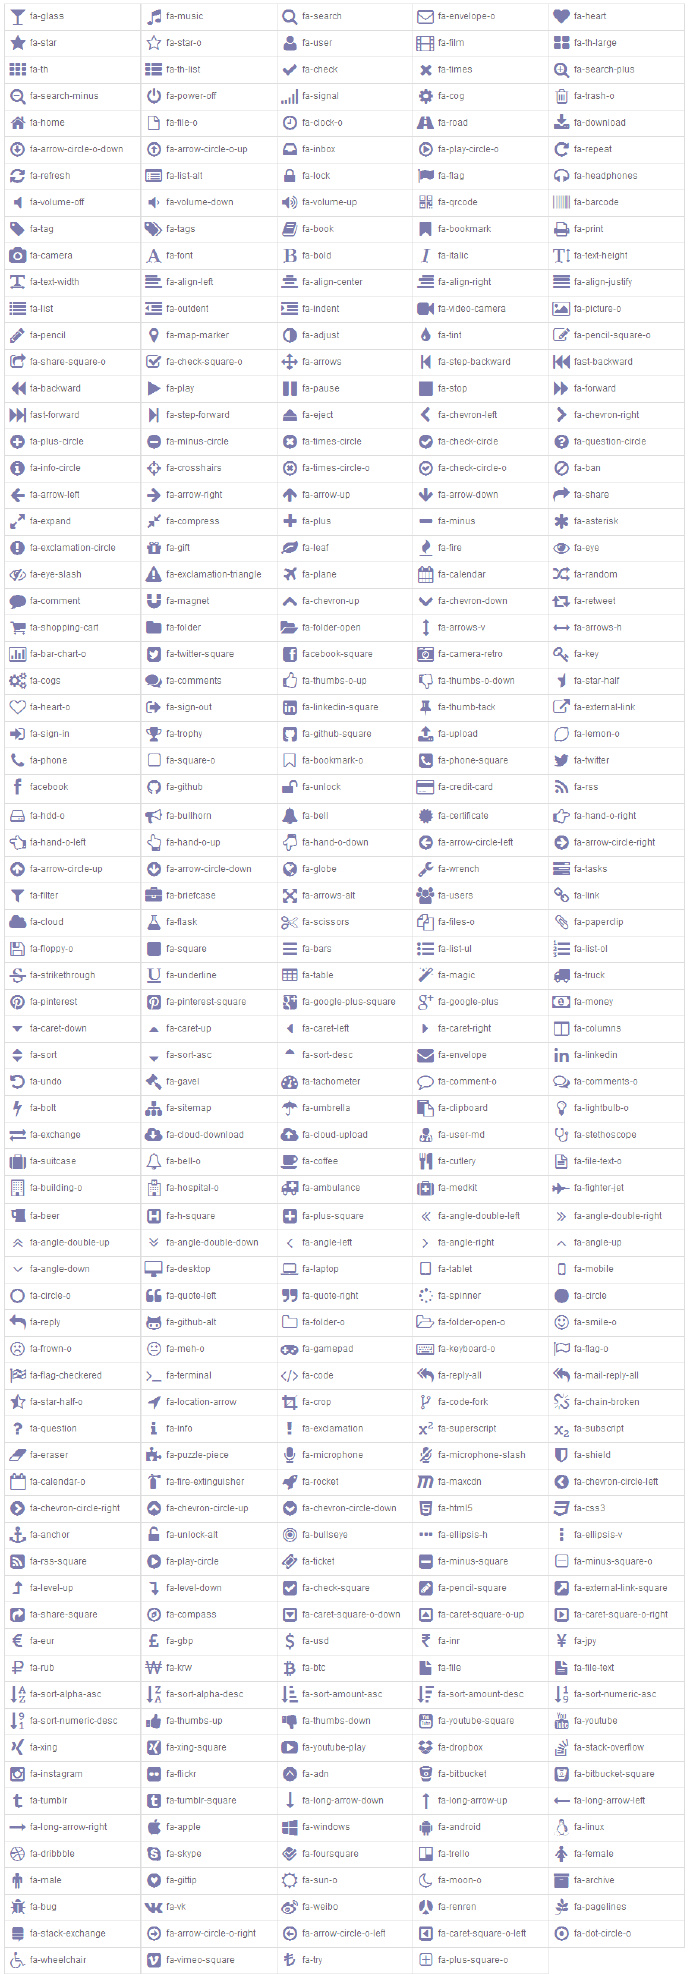 fa-glass fa-music fa-search fa-envelope-o fa-heart
fa-star fa-star-o fa-user fa-film fa-th-large
fa-th fa-th-list fa-check fa-times fa-search-plus
fa-search-minus fa-power-off fa-signal fa-cog fa-trash-o
fa-home fa-file-o fa-clock-o fa-road fa-download
fa-arrow-circle-o-down fa-arrow-circle-o-up fa-inbox fa-play-circle-o fa-repeat
fa-refresh fa-list-alt fa-lock fa-flag fa-headphones
fa-volume-off fa-volume-down fa-volume-up fa-qrcode fa-barcode
fa-tag fa-tags fa-book fa-bookmark fa-print
fa-camera fa-font fa-bold fa-italic fa-text-height
fa-text-width fa-align-left fa-align-center fa-align-right fa-align-justify
fa-list fa-outdent fa-indent fa-video-camera fa-picture-o
fa-pencil fa-map-marker fa-adjust fa-tint fa-pencil-square-o
fa-share-square-o fa-check-square-o fa-arrows fa-step-backward fast-backward
fa-backward fa-play fa-pause fa-stop fa-forward
fast-forward fa-step-forward fa-eject fa-chevron-left fa-chevron-right
fa-plus-circle fa-minus-circle fa-times-circle fa-check-circle fa-question-circle
fa-info-circle fa-crosshairs fa-times-circle-o fa-check-circle-o fa-ban
fa-arrow-left fa-arrow-right fa-arrow-up fa-arrow-down fa-share
fa-expand fa-compress fa-plus fa-minus fa-asterisk
fa-exclamation-circle fa-gift fa-leaf fa-fire fa-eye
fa-eye-slash fa-exclamation-triangle fa-plane fa-calendar fa-random
fa-comment fa-magnet fa-chevron-up fa-chevron-down fa-retweet
fa-shopping-cart fa-folder fa-folder-open fa-arrows-v fa-arrows-h
fa-bar-chart-o fa-twitter-square facebook-square fa-camera-retro fa-key
fa-cogs fa-comments fa-thumbs-o-up fa-thumbs-o-down fa-star-half
fa-heart-o fa-sign-out fa-linkedin-square fa-thumb-tack fa-external-link
fa-sign-in fa-trophy fa-github-square fa-upload fa-lemon-o
fa-phone fa-square-o fa-bookmark-o fa-phone-square fa-twitter
facebook fa-github fa-unlock fa-credit-card fa-rss
fa-hdd-o fa-bullhorn fa-bell fa-certificate fa-hand-o-right
fa-hand-o-left fa-hand-o-up fa-hand-o-down fa-arrow-circle-left fa-arrow-circle-right
fa-arrow-circle-up fa-arrow-circle-down fa-globe fa-wrench fa-tasks
fa-filter fa-briefcase fa-arrows-alt fa-users fa-link
fa-cloud fa-flask fa-scissors fa-files-o fa-paperclip
fa-floppy-o fa-square fa-bars fa-list-ul fa-list-ol
fa-strikethrough fa-underline fa-table fa-magic fa-truck
fa-pinterest fa-pinterest-square fa-google-plus-square fa-google-plus fa-money
fa-caret-down fa-caret-up fa-caret-left fa-caret-right fa-columns
fa-sort fa-sort-asc fa-sort-desc fa-envelope fa-linkedin
fa-undo fa-gavel fa-tachometer fa-comment-o fa-comments-o
fa-bolt fa-sitemap fa-umbrella fa-clipboard fa-lightbulb-o
fa-exchange fa-cloud-download fa-cloud-upload fa-user-md fa-stethoscope
fa-suitcase fa-bell-o fa-coffee fa-cutlery fa-file-text-o
fa-building-o fa-hospital-o fa-ambulance fa-medkit fa-fighter-jet
fa-beer fa-h-square fa-plus-square fa-angle-double-left fa-angle-double-right
fa-angle-double-up fa-angle-double-down fa-angle-left fa-angle-right fa-angle-up
fa-angle-down fa-desktop fa-laptop fa-tablet fa-mobile
fa-circle-o fa-quote-left fa-quote-right fa-spinner fa-circle
fa-reply fa-github-alt fa-folder-o fa-folder-open-o fa-smile-o
fa-frown-o fa-meh-o fa-gamepad fa-keyboard-o fa-flag-o
fa-flag-checkered fa-terminal fa-code fa-reply-all fa-mail-reply-all
fa-star-half-o fa-location-arrow fa-crop fa-code-fork fa-chain-broken
fa-question fa-info fa-exclamation fa-superscript fa-subscript
fa-eraser fa-puzzle-piece fa-microphone fa-microphone-slash fa-shield
fa-calendar-o fa-fire-extinguisher fa-rocket fa-maxcdn fa-chevron-circle-left
fa-chevron-circle-right fa-chevron-circle-up fa-chevron-circle-down fa-html5 fa-css3
fa-anchor fa-unlock-alt fa-bullseye fa-ellipsis-h fa-ellipsis-v
fa-rss-square fa-play-circle fa-ticket fa-minus-square fa-minus-square-o
fa-level-up fa-level-down fa-check-square fa-pencil-square fa-external-link-square
fa-share-square fa-compass fa-caret-square-o-down fa-caret-square-o-up fa-caret-square-o-right
fa-eur fa-gbp fa-usd fa-inr fa-jpy
fa-rub fa-krw fa-btc fa-file fa-file-text
fa-sort-alpha-asc fa-sort-alpha-desc fa-sort-amount-asc fa-sort-amount-desc fa-sort-numeric-asc
fa-sort-numeric-desc fa-thumbs-up fa-thumbs-down fa-youtube-square fa-youtube
fa-xing fa-xing-square fa-youtube-play fa-dropbox fa-stack-overflow
fa-instagram fa-flickr fa-adn fa-bitbucket fa-bitbucket-square
fa-tumblr fa-tumblr-square fa-long-arrow-down fa-long-arrow-up fa-long-arrow-left
fa-long-arrow-right fa-apple fa-windows fa-android fa-linux
fa-dribbble fa-skype fa-foursquare fa-trello fa-female
fa-male fa-gittip fa-sun-o fa-moon-o fa-archive
fa-bug fa-vk fa-weibo fa-renren fa-pagelines
fa-stack-exchange fa-arrow-circle-o-right fa-arrow-circle-o-left fa-caret-square-o-left fa-dot-circle-o
fa-wheelchair fa-vimeo-square fa-try fa-plus-square-o